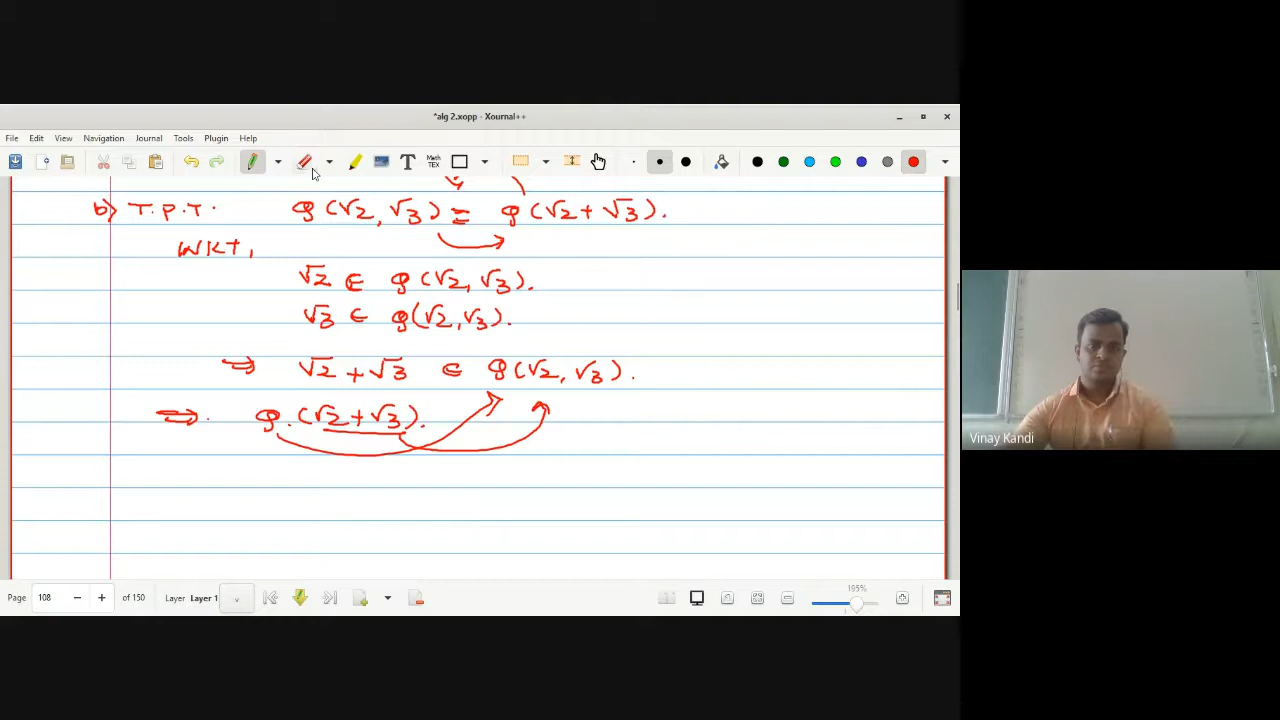 *alg 2.xopp - Xournal++
File Edit View Navigation Journal Tools Plugin Help
b) T.P.T. Q(√2, √3) = Q(√2 + √3).
WKT,
√2 ∈ Q(√2, √3).
√3 ∈ Q(√2, √3).
⇒ √2 + √3 ∈ Q(√2, √3).
⇒ Q.(√2+√3).
Vinay Kandi
Page 108 of 150 Layer Layer 1 195%